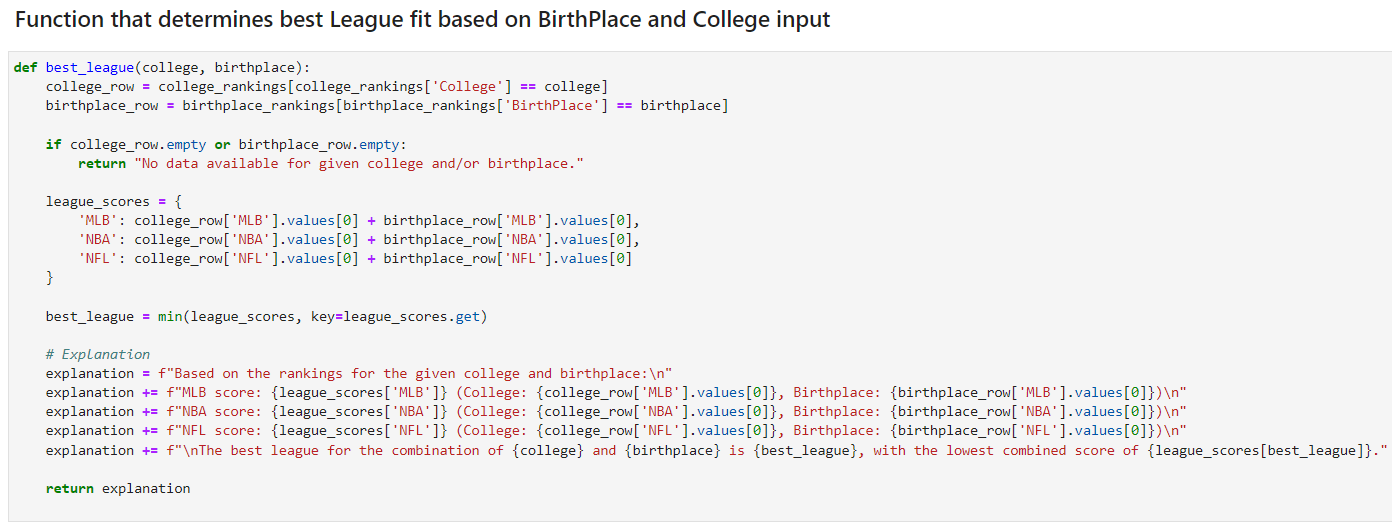 Function that determines best League fit based on BirthPlace and College input
def best_league(college, birthplace):
    college_row = college_rankings[college_rankings['College'] == college]
    birthplace_row = birthplace_rankings[birthplace_rankings['BirthPlace'] == birthplace]
    if college_row.empty or birthplace_row.empty:
        return "No data available for given college and/or birthplace."
    league_scores = {
        'MLB': college_row['MLB'].values[0] + birthplace_row['MLB'].values[0],
        'NBA': college_row['NBA'].values[0] + birthplace_row['NBA'].values[0],
        'NFL': college_row['NFL'].values[0] + birthplace_row['NFL'].values[0]
    }
    best_league = min(league_scores, key=league_scores.get)
    # Explanation
    explanation = f"Based on the rankings for the given college and birthplace:\n"
    explanation += f"MLB score: {league_scores['MLB']} (College: {college_row['MLB'].values[0]}, Birthplace: {birthplace_row['MLB'].values[0]})\n"
    explanation += f"NBA score: {league_scores['NBA']} (College: {college_row['NBA'].values[0]}, Birthplace: {birthplace_row['NBA'].values[0]})\n"
    explanation += f"NFL score: {league_scores['NFL']} (College: {college_row['NFL'].values[0]}, Birthplace: {birthplace_row['NFL'].values[0]})\n"
    explanation += f"\nThe best league for the combination of {college} and {birthplace} is {best_league}, with the lowest combined score of {league_scores[best_league]}."
    return explanation